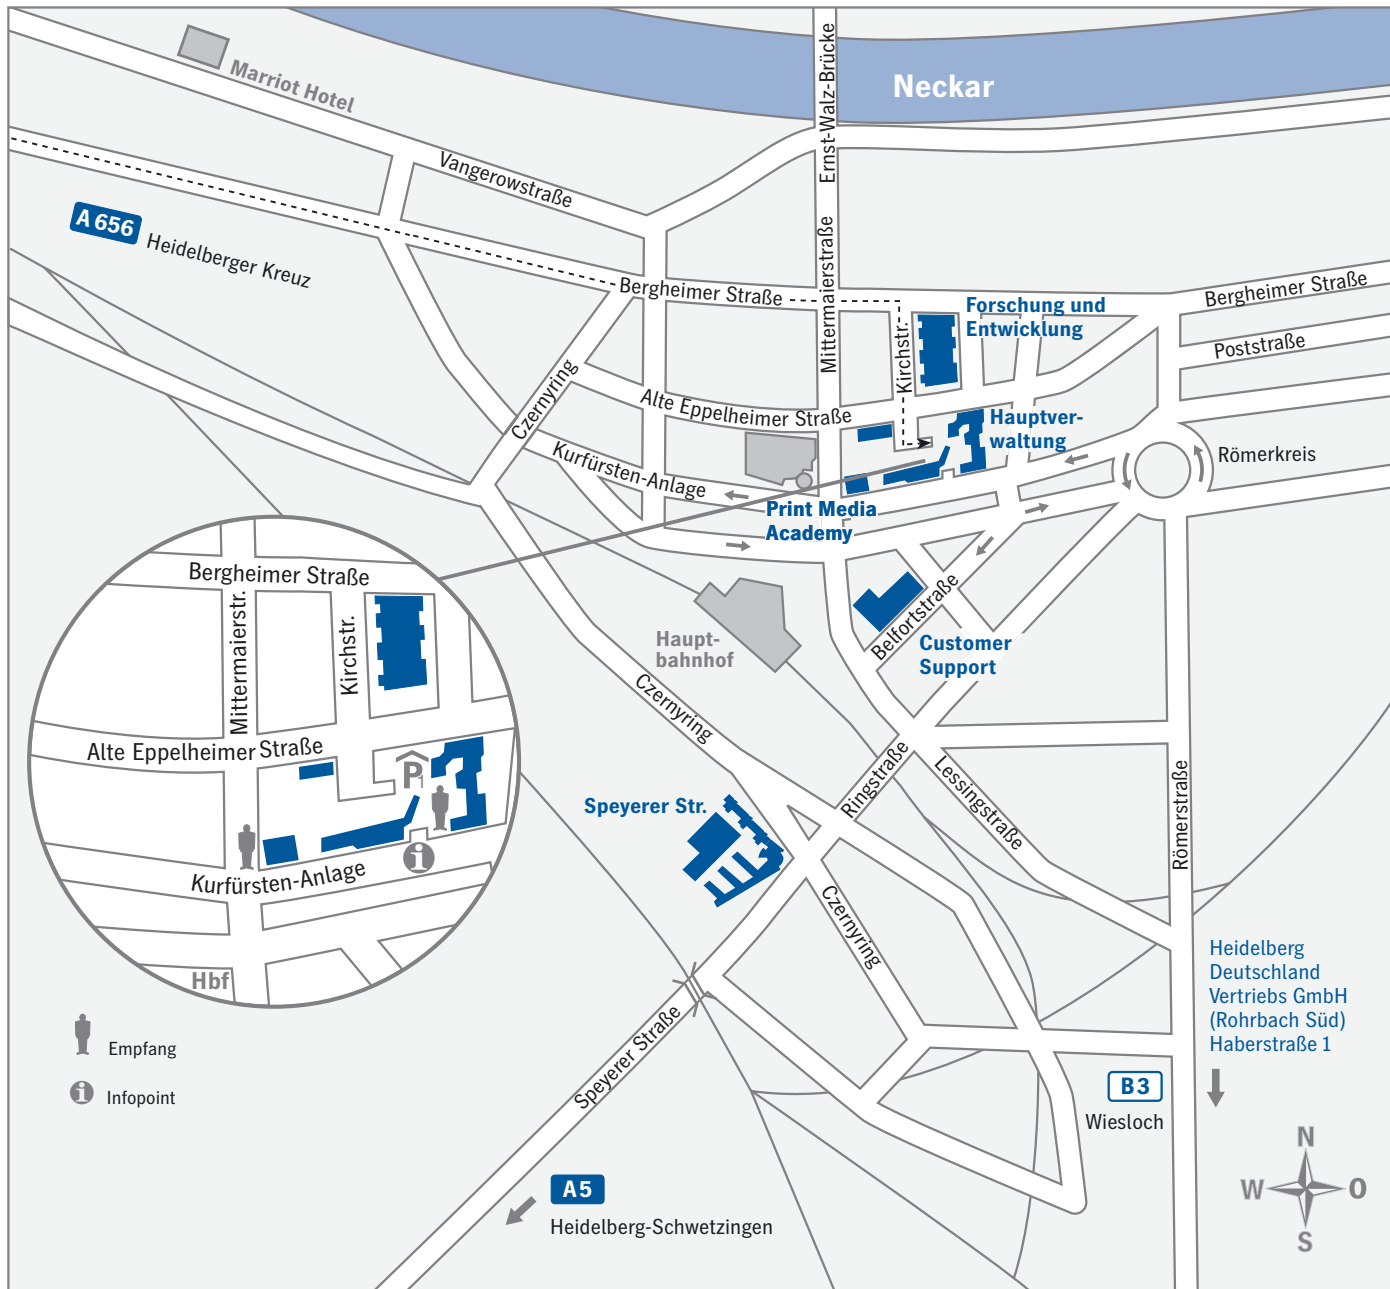 Neckar
Ernst-Walz-Brücke
Marriot Hotel
Vangerowstraße
A 656
Heidelberger Kreuz
Bergheimer Straße
Mittermaierstraße
Kirchstr.
Forschung und
Entwicklung
Bergheimer Straße
Poststraße
Czernyring
Alte Eppelheimer Straße
Hauptver-
waltung
Kurfürsten-Anlage
Römerkreis
Print Media
Academy
Haupt-
bahnhof
Belfortstraße
Customer
Support
Czernyring
Ringstraße
Lessingstraße
Römerstraße
Speyerer Str.
Czernyring
Speyerer Straße
Bergheimer Straße
Mittermaierstr.
Kirchstr.
Alte Eppelheimer Straße
P1
i
Kurfürsten-Anlage
Hbf
Empfang
i Infopoint
Heidelberg
Deutschland
Vertriebs GmbH
(Rohrbach Süd)
Haberstraße 1
B 3
Wiesloch
A 5
Heidelberg-Schwetzingen
N
W O
S